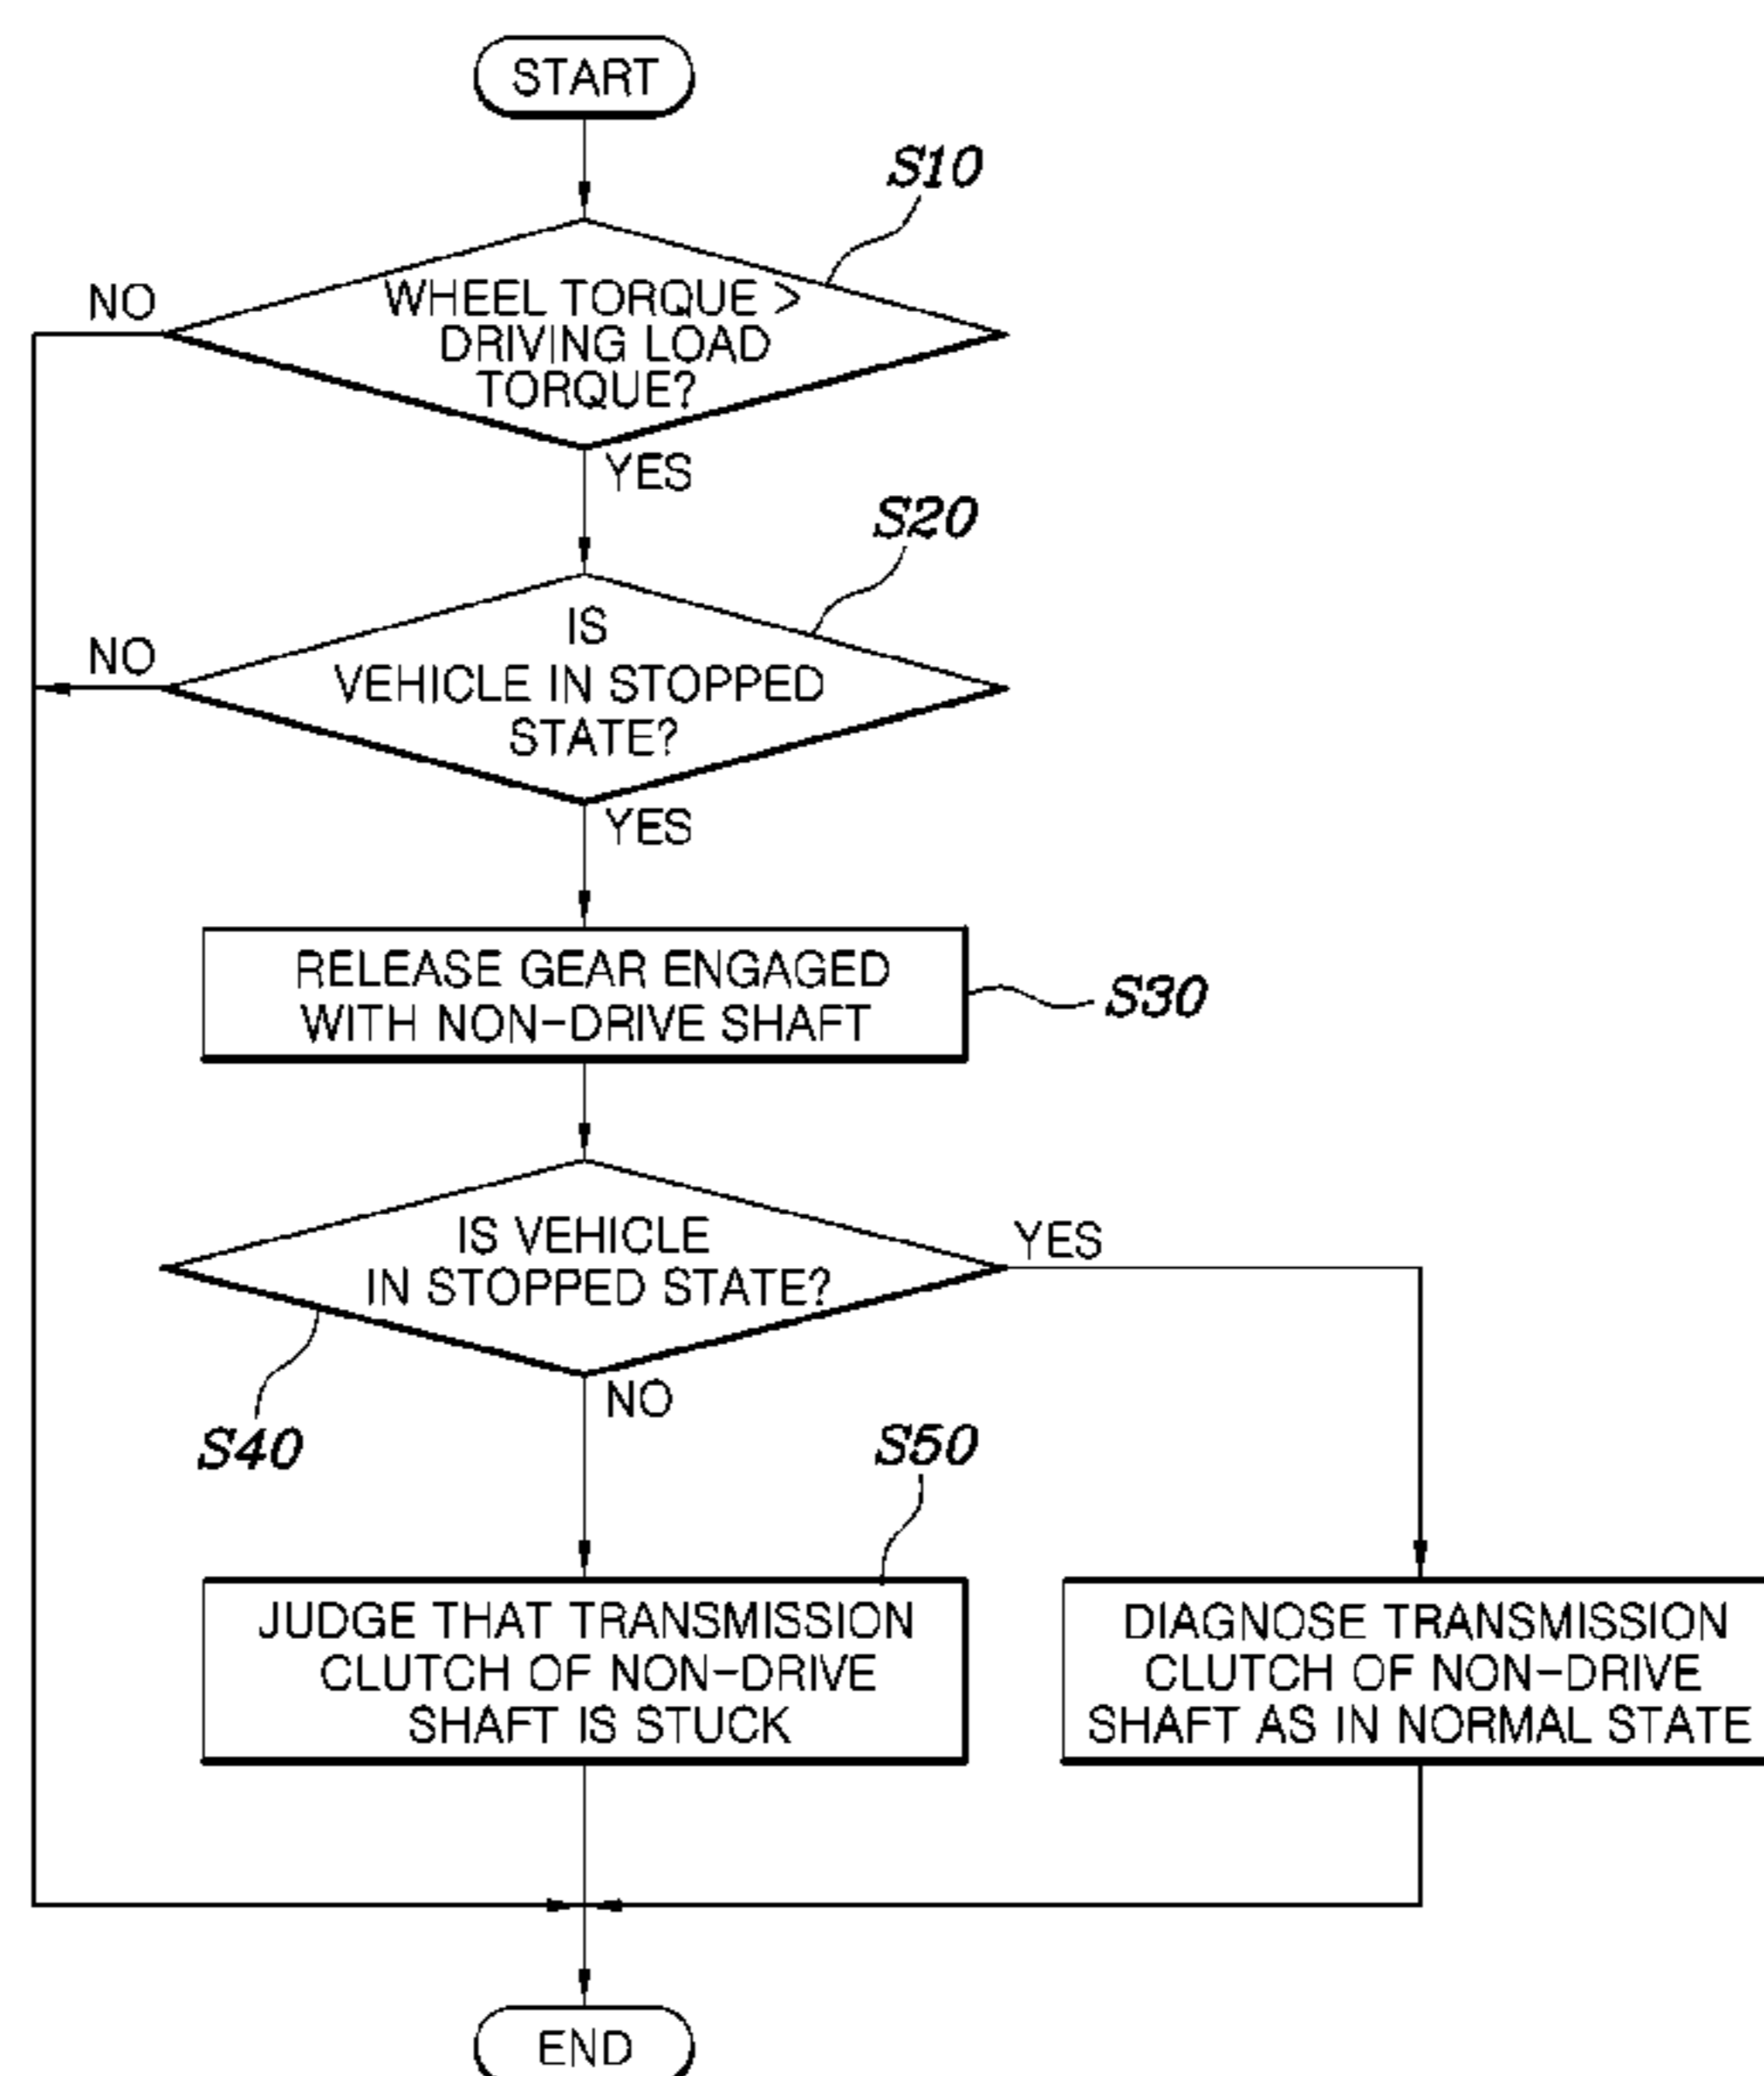 START
S10
NO
WHEEL TORQUE >
DRIVING LOAD
TORQUE?
YES
S20
IS
NO
VEHICLE IN STOPPED
STATE?
YES
RELEASE GEAR ENGAGED
WITH NON-DRIVE SHAFT
S30
IS VEHICLE
IN STOPPED STATE?
YES
NO
S40
S50
JUDGE THAT TRANSMISSION
CLUTCH OF NON-DRIVE
SHAFT IS STUCK
DIAGNOSE TRANSMISSION
CLUTCH OF NON-DRIVE
SHAFT AS IN NORMAL STATE
END